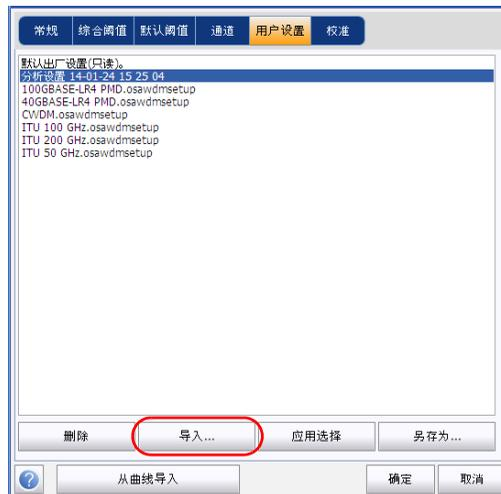 常规 综合阈值 默认阈值 通道 用户设置 校准
默认出厂设置(只读)。
分析设置 14-01-24 15 25 04
100GBASE-LR4 PMD.osawdmsetup
40GBASE-LR4 PMD.osawdmsetup
CWDM.osawdmsetup
ITU 100 GHz.osawdmsetup
ITU 200 GHz.osawdmsetup
ITU 50 GHz.osawdmsetup
删除 导入... 应用选择 另存为...
? 从曲线导入 确定 取消